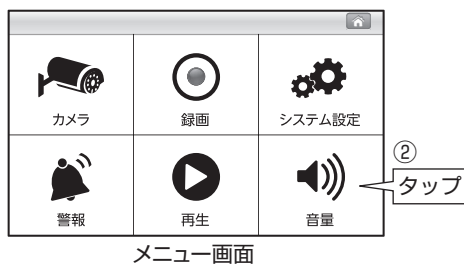 カメラ
録画
システム設定
警報
再生
音量
②
タップ
メニュー画面